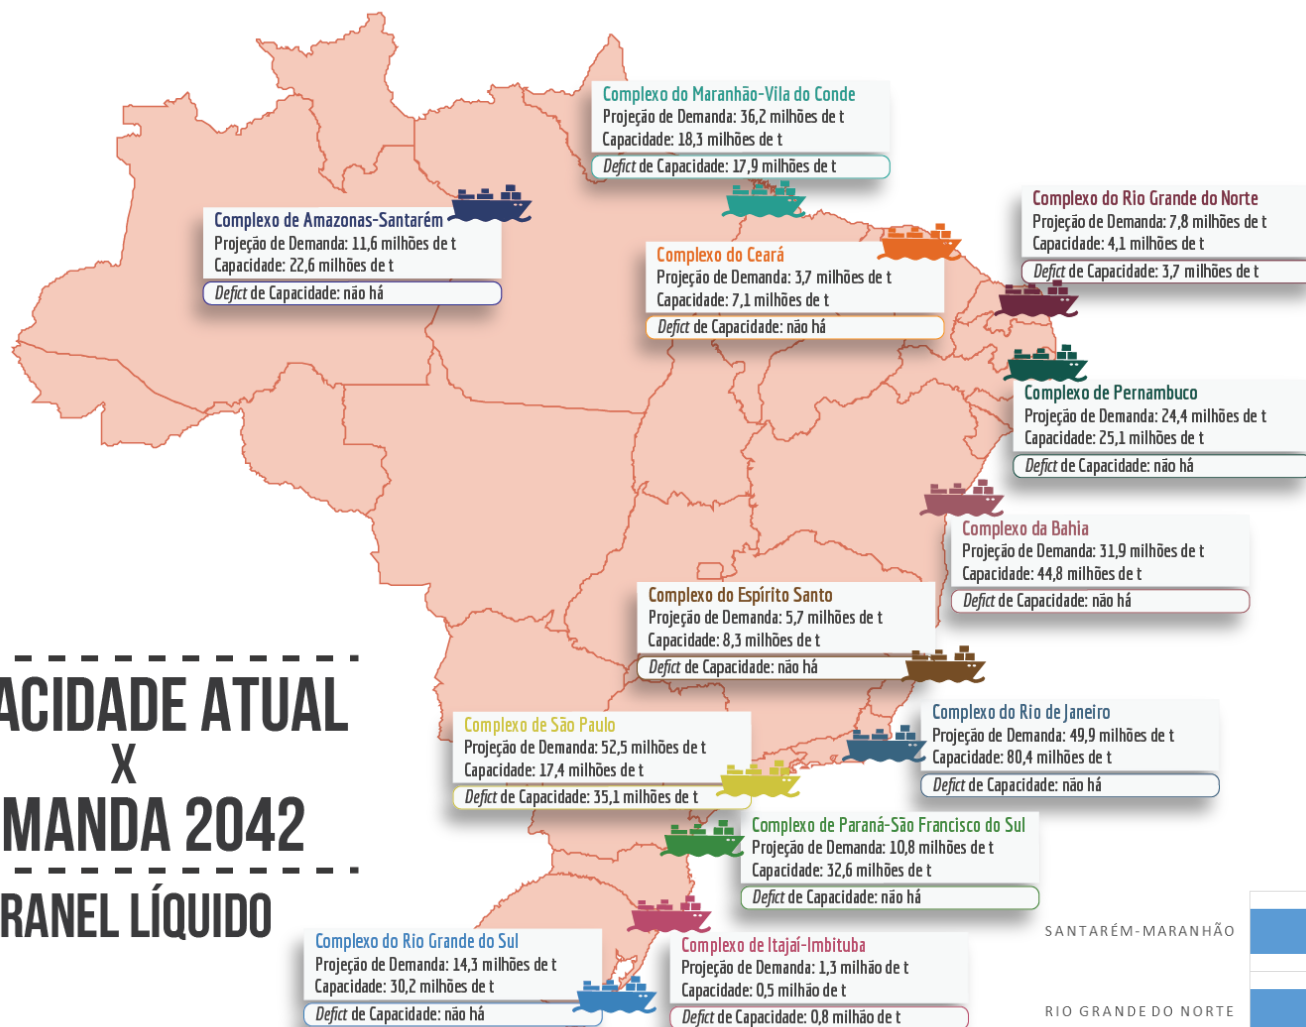 Complexo do Maranhão-Vila do Conde
Projeção de Demanda: 36,2 milhões de t
Capacidade: 18,3 milhões de t
Defict de Capacidade: 17,9 milhões de t
Complexo do Rio Grande do Norte
Projeção de Demanda: 7,8 milhões de t
Capacidade: 4,1 milhões de t
Defict de Capacidade: 3,7 milhões de t
Complexo de Amazonas-Santarém
Projeção de Demanda: 11,6 milhões de t
Capacidade: 22,6 milhões de t
Defict de Capacidade: não há
Complexo do Ceará
Projeção de Demanda: 3,7 milhões de t
Capacidade: 7,1 milhões de t
Defict de Capacidade: não há
Complexo de Pernambuco
Projeção de Demanda: 24,4 milhões de t
Capacidade: 25,1 milhões de t
Defict de Capacidade: não há
Complexo da Bahia
Projeção de Demanda: 31,9 milhões de t
Capacidade: 44,8 milhões de t
Defict de Capacidade: não há
Complexo do Espírito Santo
Projeção de Demanda: 5,7 milhões de t
Capacidade: 8,3 milhões de t
Defict de Capacidade: não há
ACIDADE ATUAL
X
MANDA 2042
RANEL LÍQUIDO
Complexo de São Paulo
Projeção de Demanda: 52,5 milhões de t
Capacidade: 17,4 milhões de t
Defict de Capacidade: 35,1 milhões de t
Complexo do Rio de Janeiro
Projeção de Demanda: 49,9 milhões de t
Capacidade: 80,4 milhões de t
Defict de Capacidade: não há
Complexo de Paraná-São Francisco do Sul
Projeção de Demanda: 10,8 milhões de t
Capacidade: 32,6 milhões de t
Defict de Capacidade: não há
Complexo do Rio Grande do Sul
Projeção de Demanda: 14,3 milhões de t
Capacidade: 30,2 milhões de t
Defict de Capacidade: não há
Complexo de Itajaí-Imbituba
Projeção de Demanda: 1,3 milhão de t
Capacidade: 0,5 milhão de t
Defict de Capacidade: 0,8 milhão de t
SANTARÉM-MARANHÃO
RIO GRANDE DO NORTE